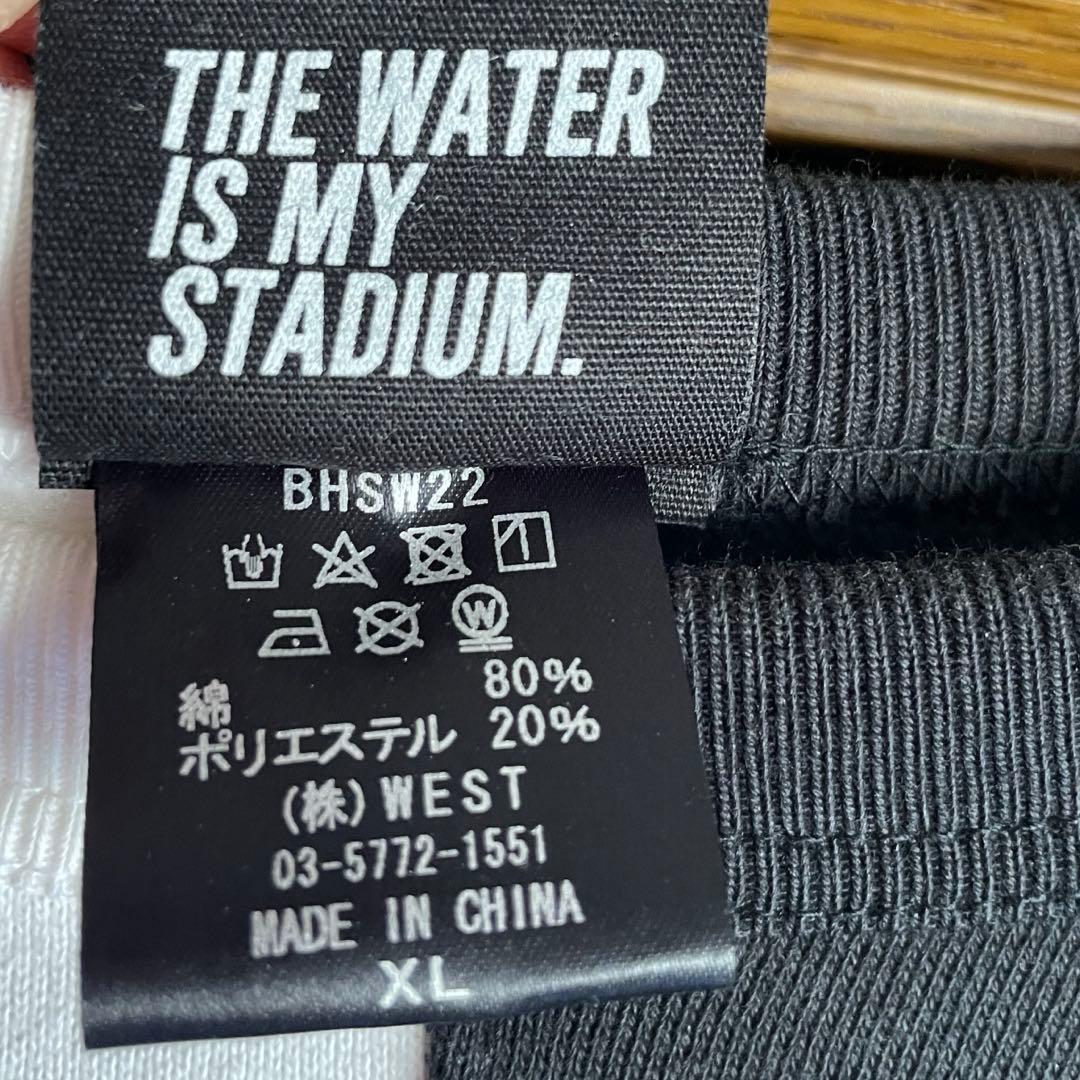 THE WATER
IS MY
STADIUM.
BHSW22
W
綿 80%
ポリエステル 20%
(株) WEST
03-5772-1551
MADE IN CHINA
XL